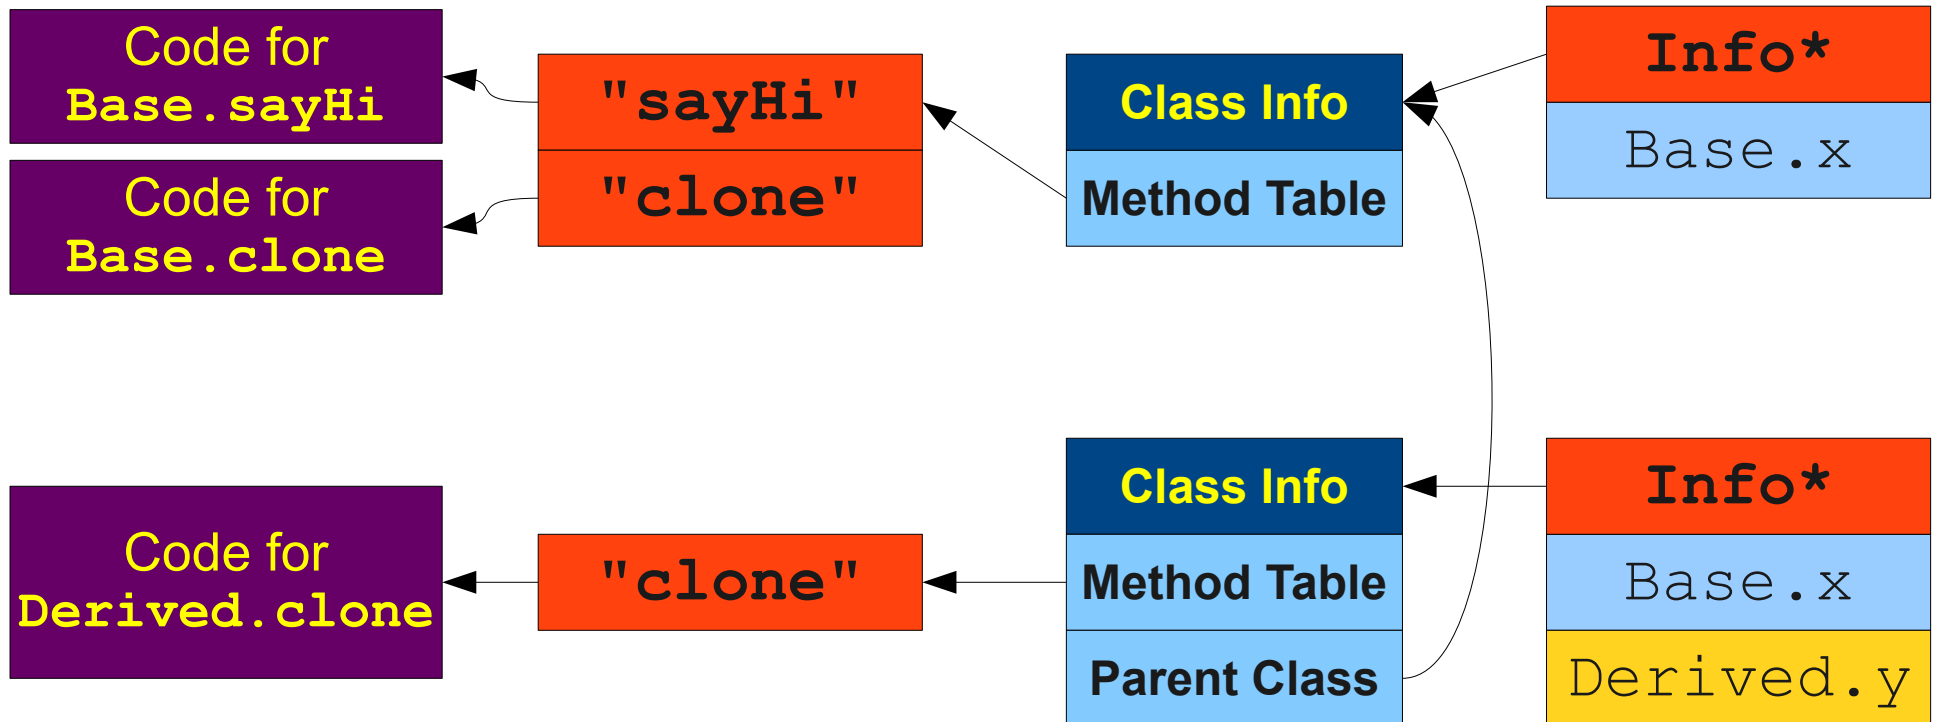 Code for
Base.sayHi
Code for
Base.clone
"sayHi"
"clone"
Class Info
Method Table
Info*
Base.x
Code for
Derived.clone
"clone"
Class Info
Method Table
Parent Class
Info*
Base.x
Derived.y